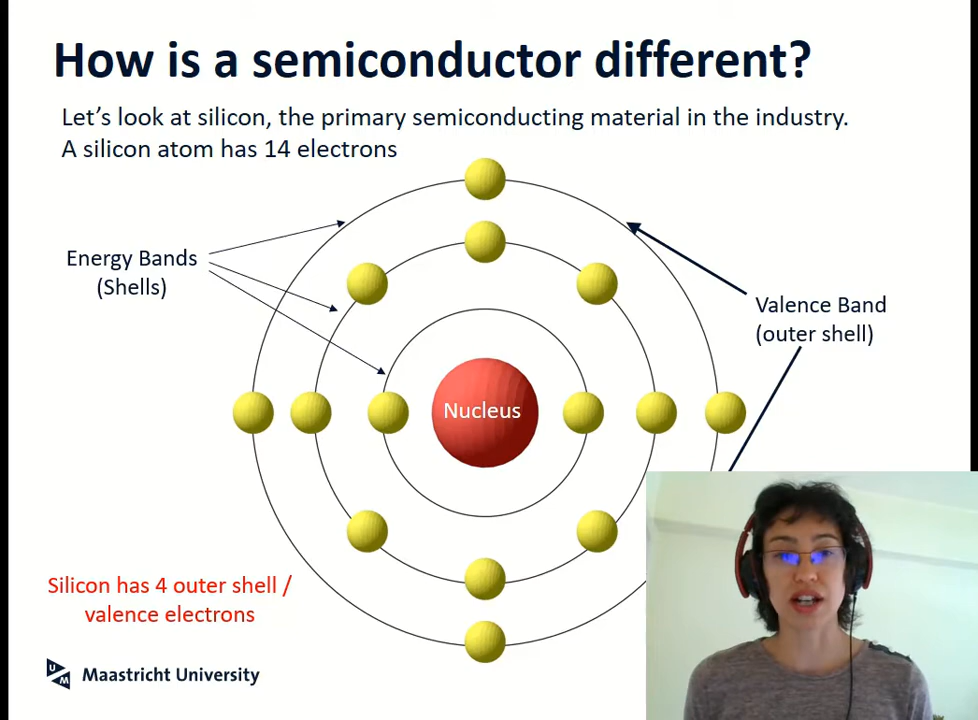 How is a semiconductor different?
Let's look at silicon, the primary semiconducting material in the industry.
A silicon atom has 14 electrons
Energy Bands
(Shells)
Valence Band
(outer shell)
Nucleus
Silicon has 4 outer shell /
valence electrons
UM
Maastricht University